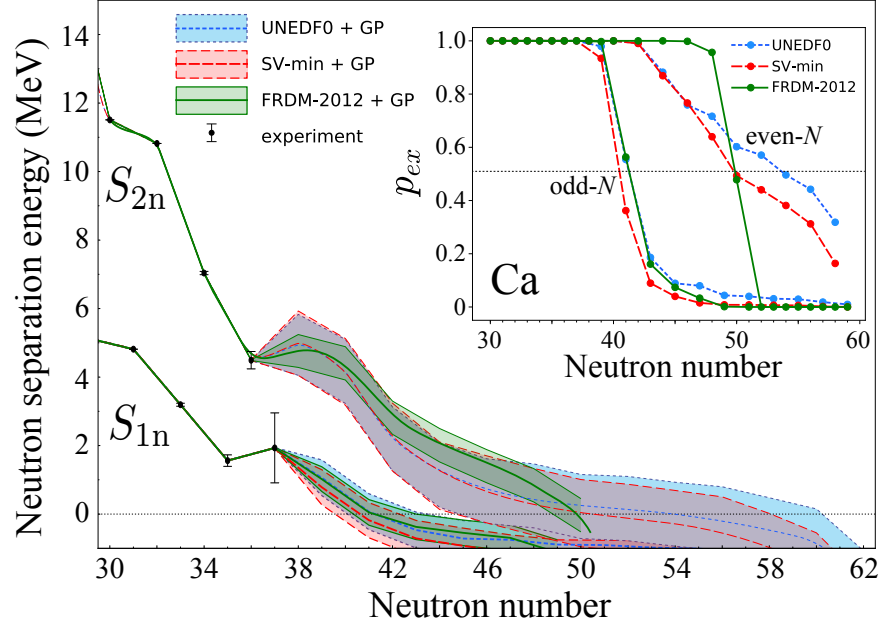 UNEDF0 + GP
SV-min + GP
FRDM-2012 + GP
experiment
Neutron separation energy (MeV)
14
12
10
8
6
4
2
0
S2n
S1n
30
34
38
42
46
50
54
58
62
Neutron number
UNEDF0
SV-min
FRDM-2012
pex
1.0
0.8
0.6
0.4
0.2
0
even-N
odd-N
Ca
30
40
50
60
Neutron number